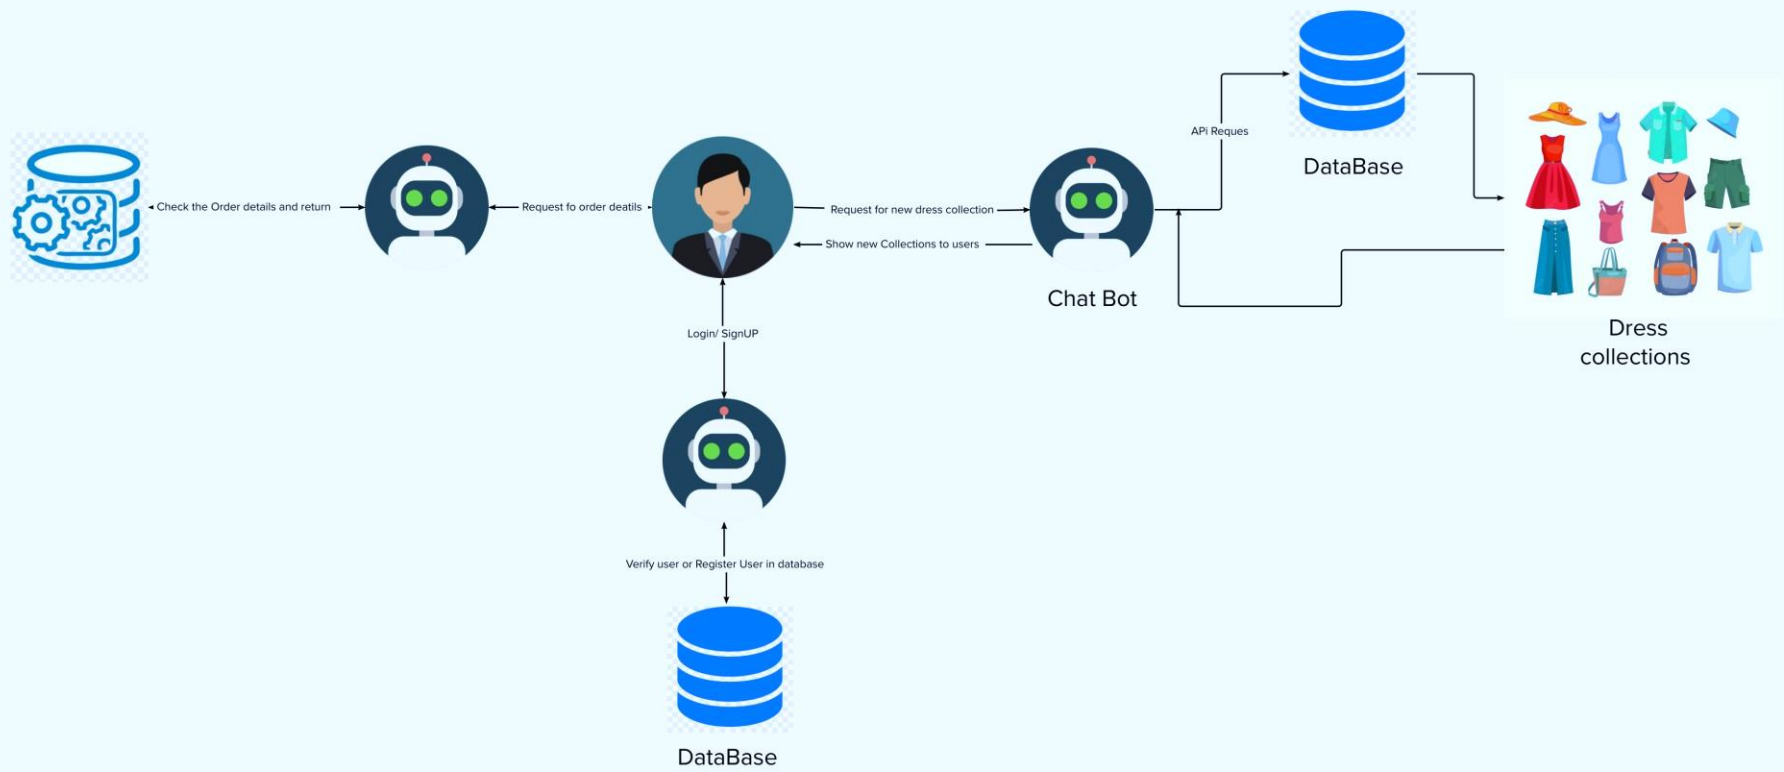 APi Reques
DataBase
Check the Order details and return
Request fo order deatils
Request for new dress collection
Show new Collections to users
Chat Bot
Dress
collections
Login/ SignUP
Verify user or Register User in database
DataBase